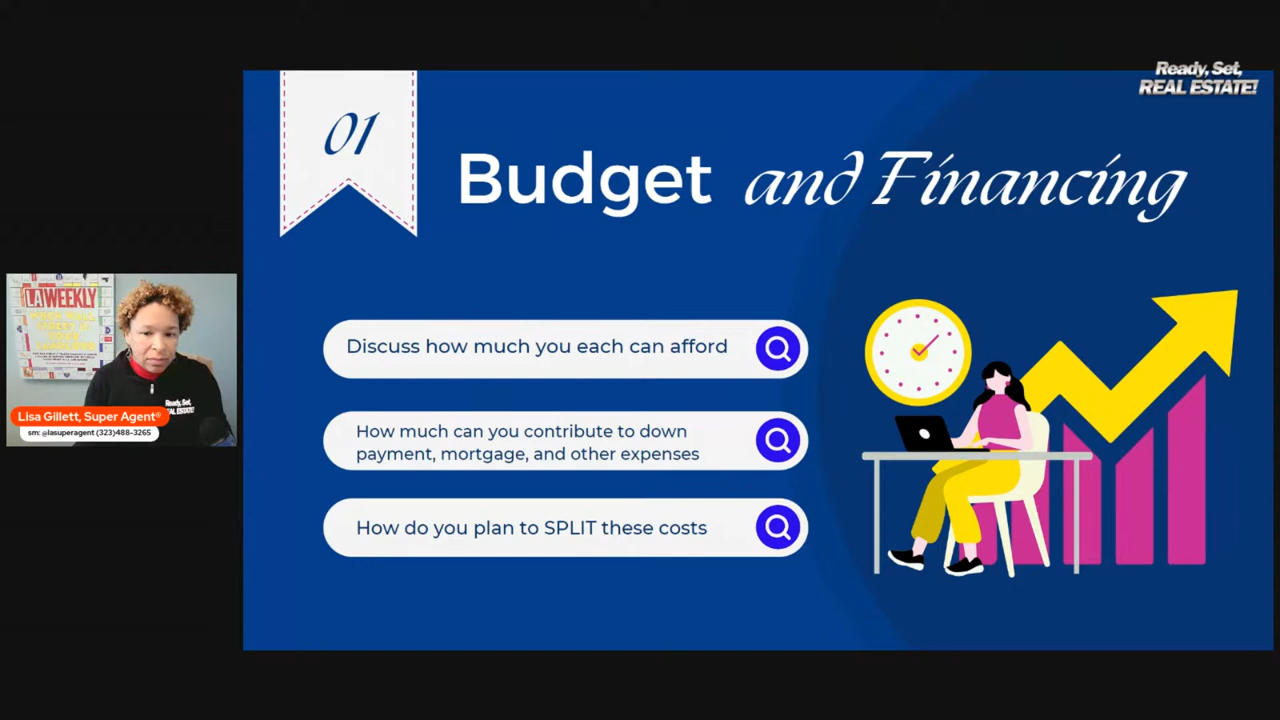 Ready, Set,
REAL ESTATE!
01
Budget and Financing
Discuss how much you each can afford
How much can you contribute to down
payment, mortgage, and other expenses
How do you plan to SPLIT these costs
LA WEEKLY
Ready, Set,
REAL ESTATE!
Lisa Gillett, Super Agent®
sm: @lasuperagent (323)488-3265